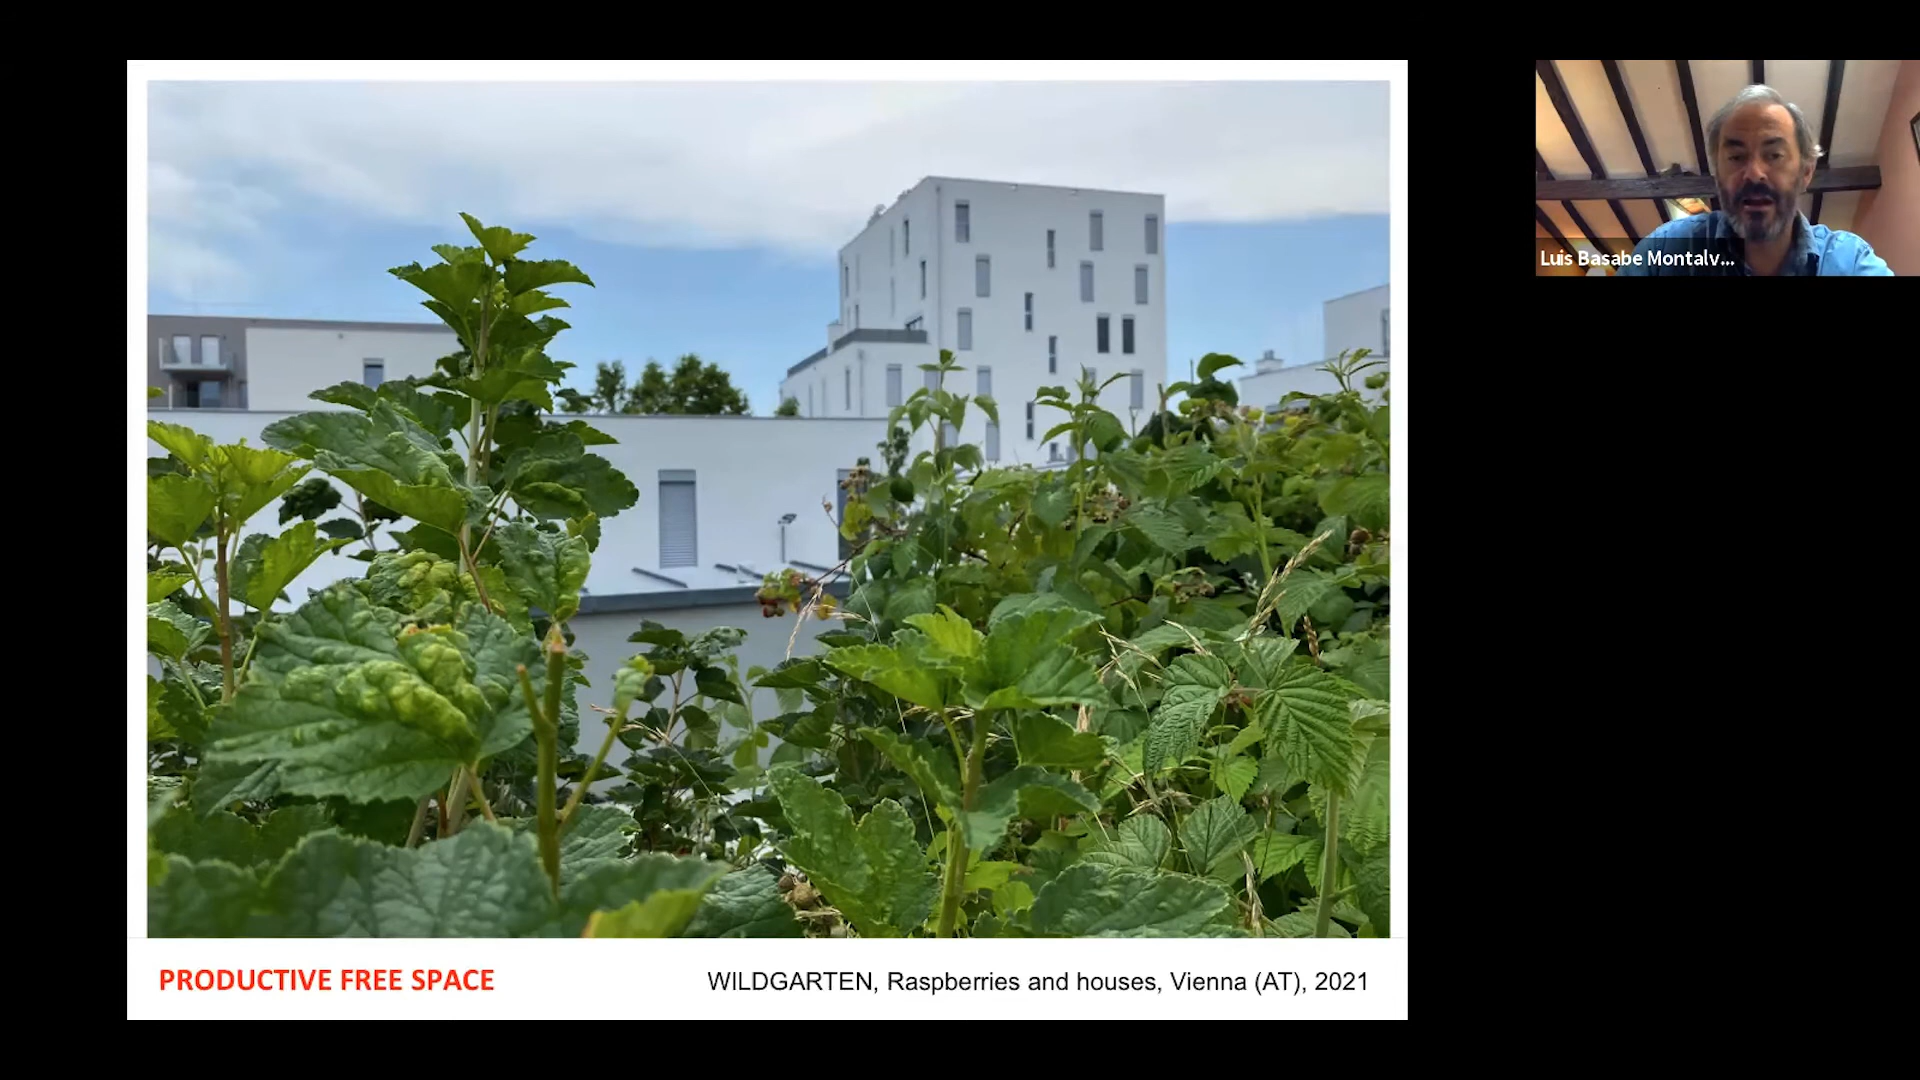 Luis Basabe Montalv...
PRODUCTIVE FREE SPACE
WILDGARTEN, Raspberries and houses, Vienna (AT), 2021